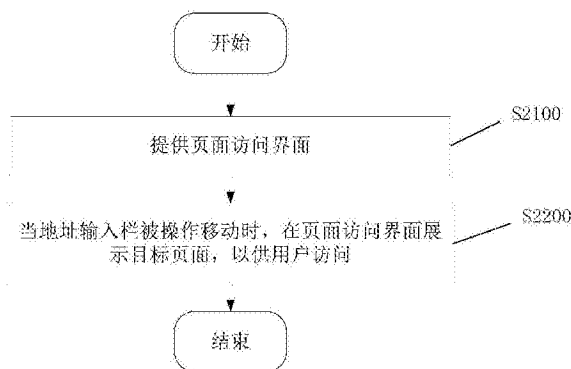 开始
S2100
提供页面访问界面
S2200
当地址输入栏被操作移动时，在页面访问界面展
示目标页面，以供用户访问
结束